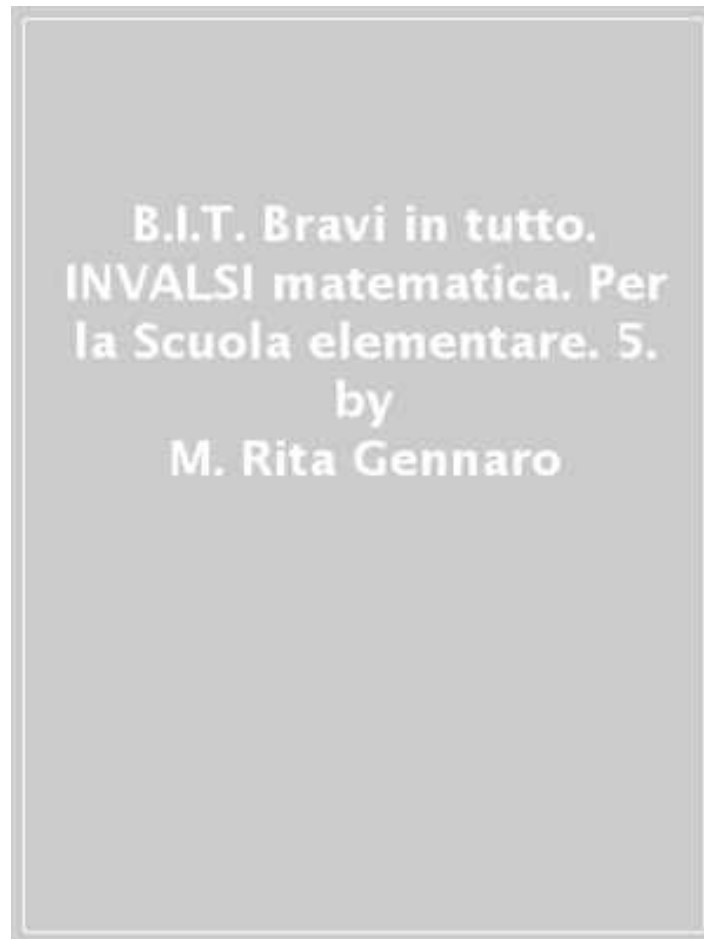 B.I.T. Bravi in tutto.
INVALSI matematica. Per
la Scuola elementare. 5.
by
M. Rita Gennaro